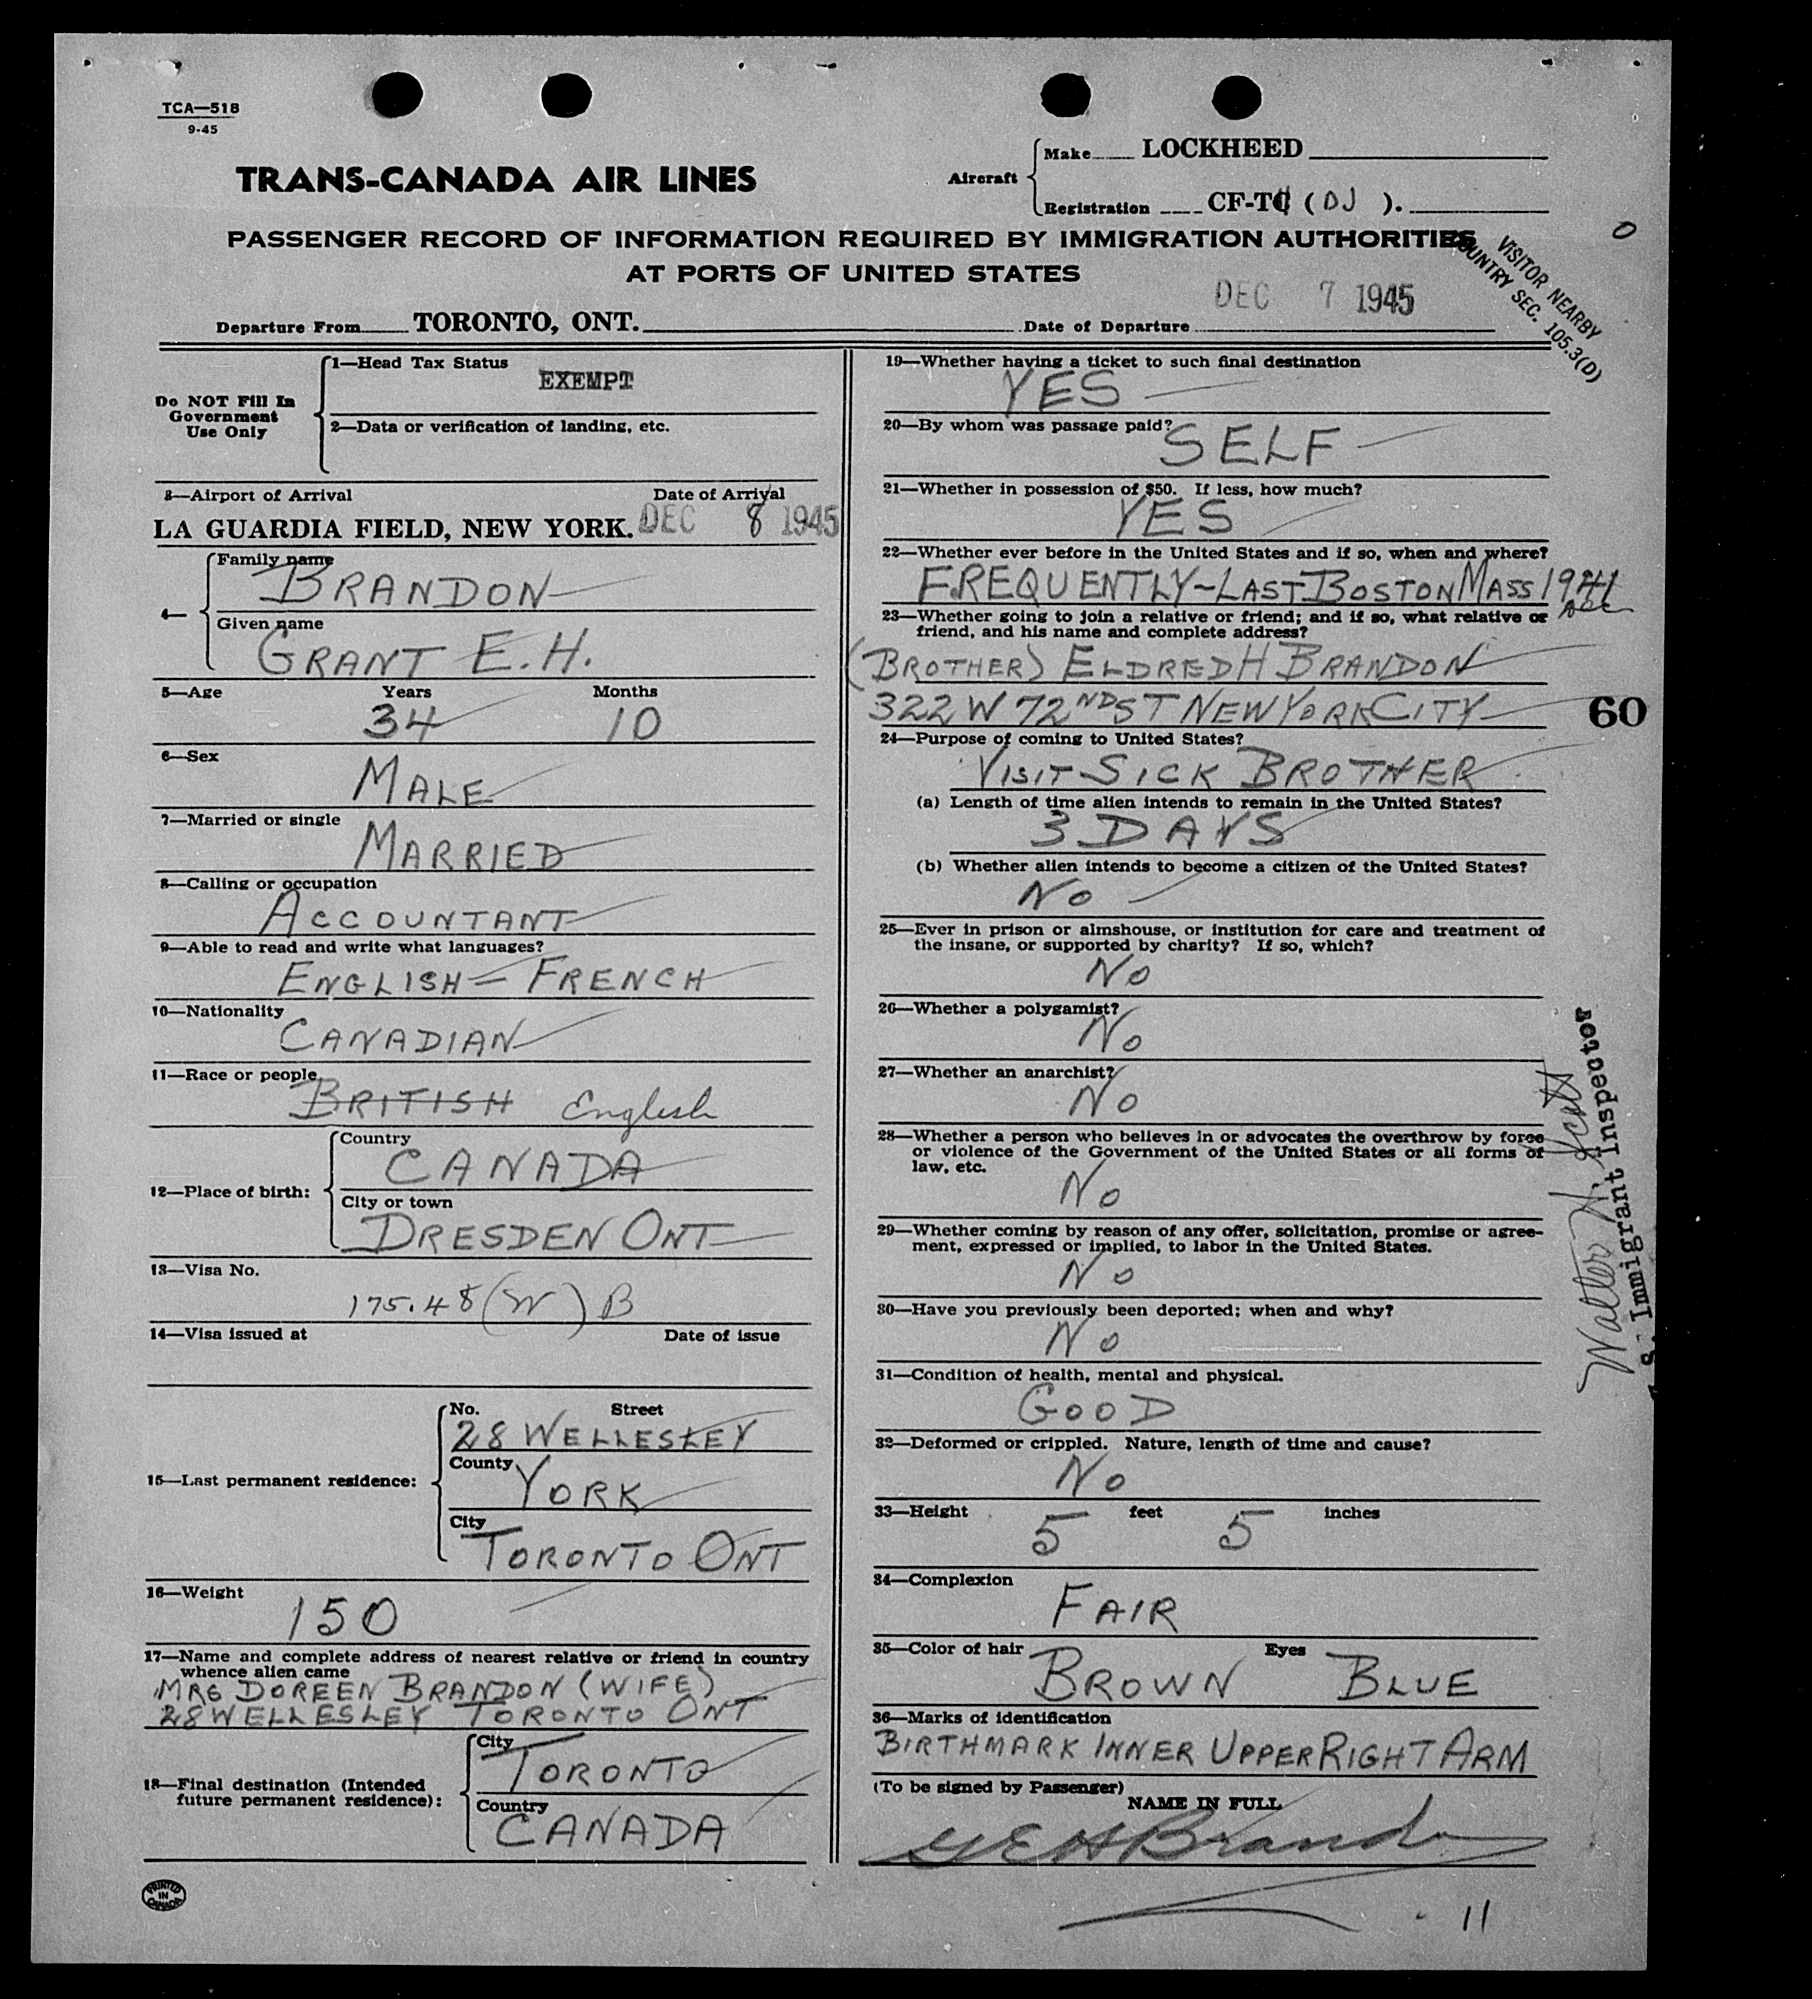 TCA—518
9-45
TRANS-CANADA AIR LINES
Aircraft
Make LOCKHEED
Registration CF-TC (DJ ).
PASSENGER RECORD OF INFORMATION REQUIRED BY IMMIGRATION AUTHORITIES
AT PORTS OF UNITED STATES
VISITOR NEARBY
COUNTRY SEC. 105.3(D)
0
Departure From TORONTO, ONT. Date of Departure DEC 7 1945
Do NOT Fill In
Government
Use Only
1—Head Tax Status
EXEMPT
2—Data or verification of landing, etc.
3—Airport of Arrival Date of Arrival
LA GUARDIA FIELD, NEW YORK. DEC 8 1945
4—
Family name
BRANDON
Given name
GRANT E.H.
5—Age Years Months
34 10
6—Sex
MALE
7—Married or single
MARRIED
8—Calling or occupation
ACCOUNTANT
9—Able to read and write what languages?
ENGLISH — FRENCH
10—Nationality
CANADIAN
11—Race or people
BRITISH English
12—Place of birth:
Country
CANADA
City or town
DRESDEN ONT
13—Visa No.
175.48 (W) B
14—Visa issued at Date of issue
15—Last permanent residence:
No. Street
28 WELLESLEY
County
YORK
City
TORONTO ONT
16—Weight
150
17—Name and complete address of nearest relative or friend in country
whence alien came
MRS DOREEN BRANDON (WIFE)
28 WELLESLEY TORONTO ONT
18—Final destination (Intended
future permanent residence):
City
TORONTO
Country
CANADA
PRINTED
IN
CANADA
19—Whether having a ticket to such final destination
YES
20—By whom was passage paid?
SELF
21—Whether in possession of $50. If less, how much?
YES
22—Whether ever before in the United States and if so, when and where?
FREQUENTLY - LAST BOSTON MASS 1941
23—Whether going to join a relative or friend; and if so, what relative or
friend, and his name and complete address?
(BROTHER) ELDRED H BRANDON
322 W 72ND ST NEW YORK CITY
60
24—Purpose of coming to United States?
VISIT SICK BROTHER
(a) Length of time alien intends to remain in the United States?
3 DAYS
(b) Whether alien intends to become a citizen of the United States?
NO
25—Ever in prison or almshouse, or institution for care and treatment of
the insane, or supported by charity? If so, which?
NO
26—Whether a polygamist?
NO
27—Whether an anarchist?
NO
28—Whether a person who believes in or advocates the overthrow by force
or violence of the Government of the United States or all forms of
law, etc.
NO
29—Whether coming by reason of any offer, solicitation, promise or agree-
ment, expressed or implied, to labor in the United States.
NO
30—Have you previously been deported; when and why?
NO
31—Condition of health, mental and physical.
GOOD
32—Deformed or crippled. Nature, length of time and cause?
NO
33—Height 5 feet 5 inches
34—Complexion
FAIR
35—Color of hair BROWN Eyes BLUE
36—Marks of identification
BIRTHMARK INNER UPPER RIGHT ARM
(To be signed by Passenger)
NAME IN FULL
G E H Brandon
11
Walter H.
S. Immigrant Inspector